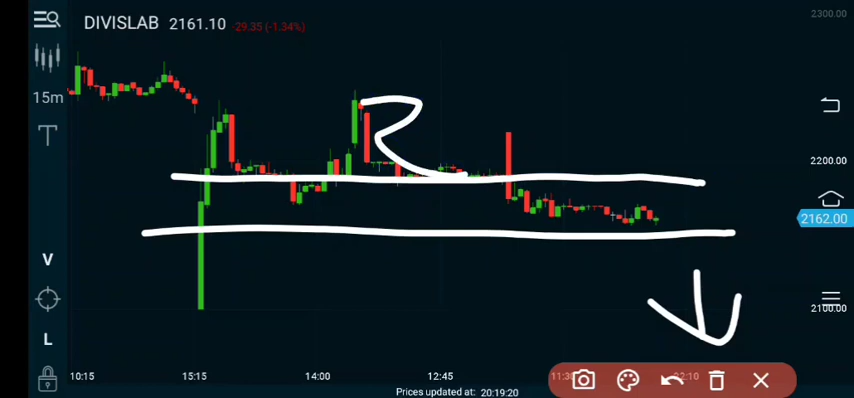 2300.00
DIVISLAB 2161.10 -29.35 (-1.34%)
15m
T
R
2200.00
2162.00
V
2100.00
L
10:15 15:15 14:00 12:45
Prices updated at: 20:19:20